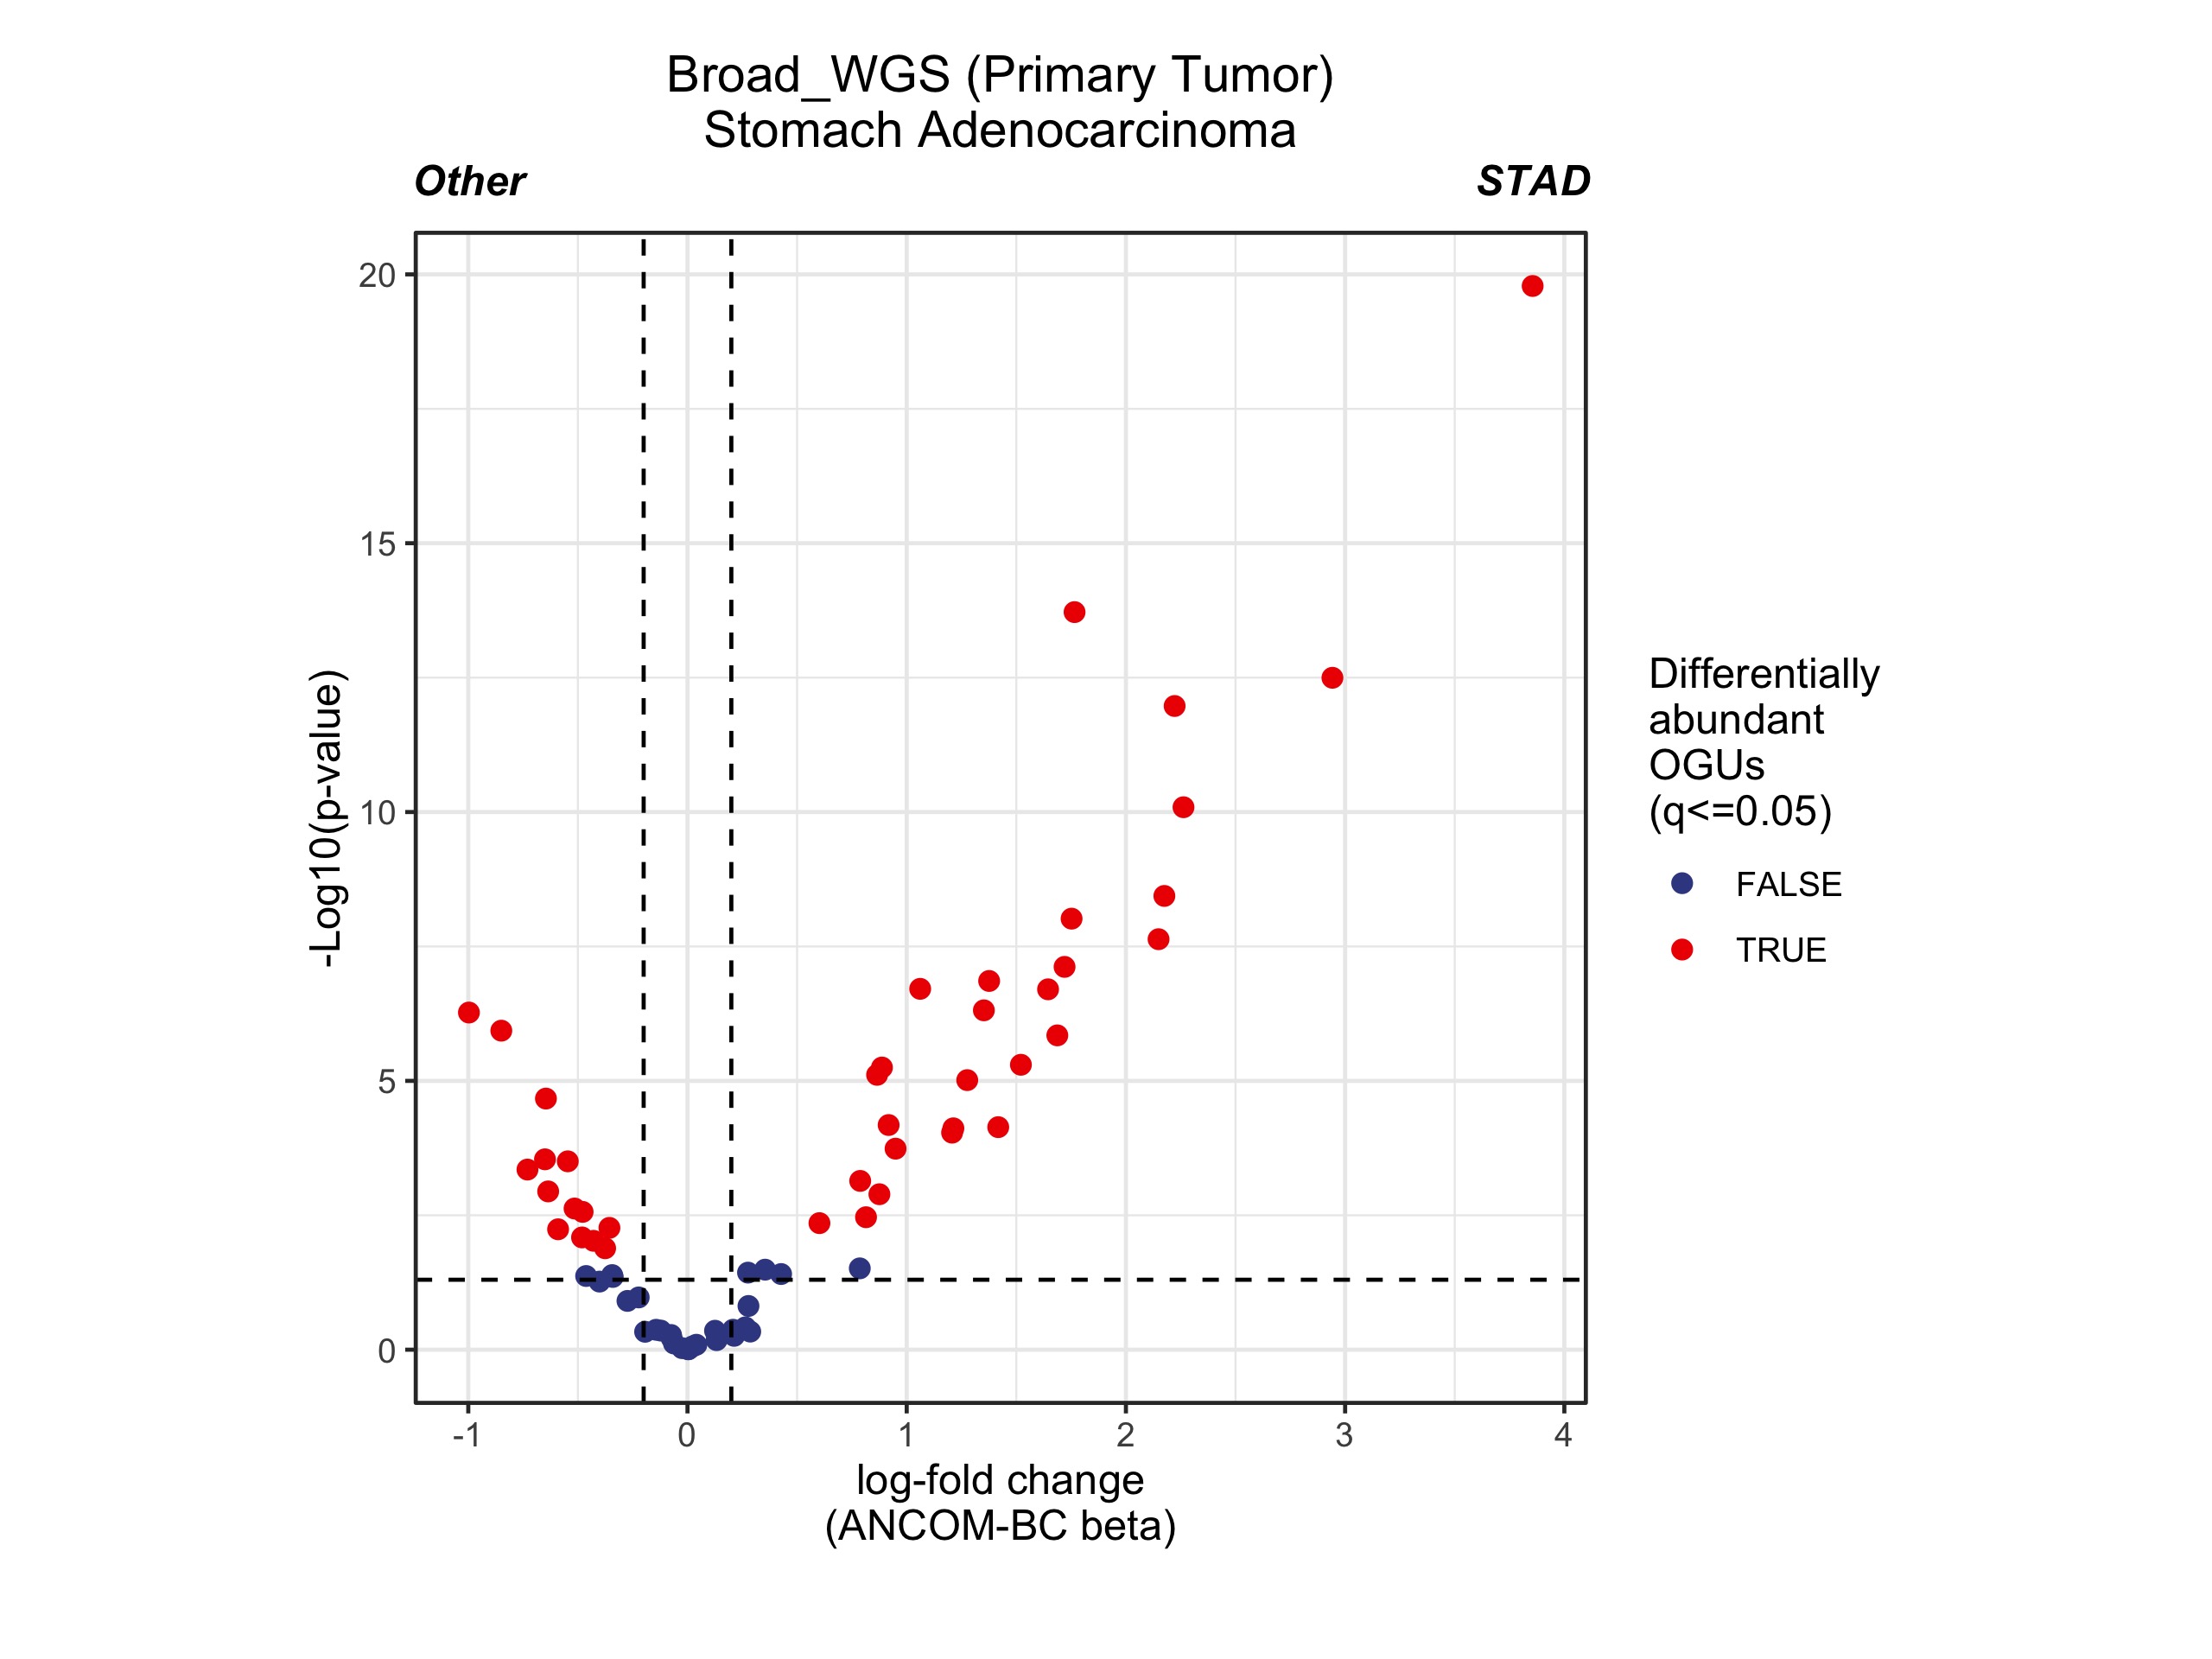 Broad_WGS (Primary Tumor)
Stomach Adenocarcinoma
Other
STAD
20
15
10
5
0
-Log10(p-value)
-1
0
1
2
3
4
log-fold change
(ANCOM-BC beta)
Differentially
abundant
OGUs
(q<=0.05)
FALSE
TRUE